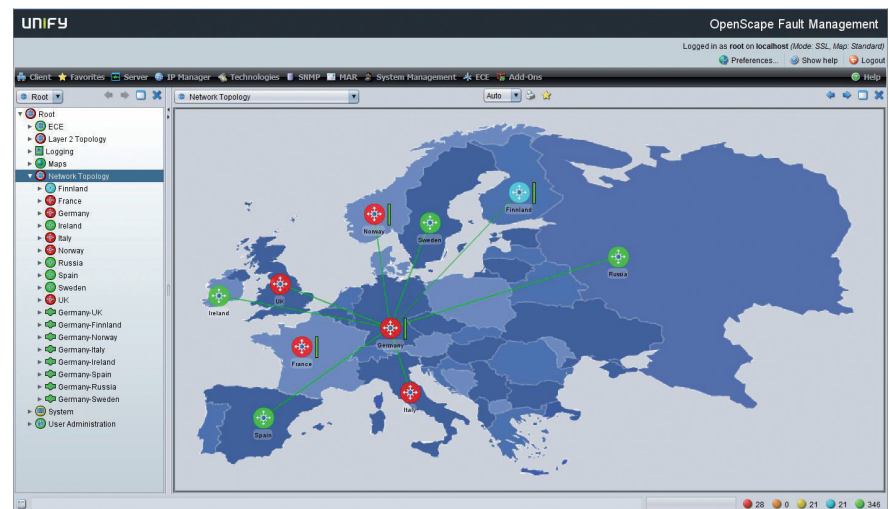 UNIFY
OpenScape Fault Management
Logged in as root on localhost (Mode: SSL, Map: Standard)
Preferences... Show help Logout
Client Favorites Server IP Manager Technologies SNMP MAR System Management ECE Add-Ons Help
Root Network Topology Auto
Root
ECE
Layer 2 Topology
Logging
Maps
Network Topology
Finnland
France
Germany
Ireland
Italy
Norway
Russia
Spain
Sweden
UK
Germany-UK
Germany-Finnland
Germany-Norway
Germany-Italy
Germany-Ireland
Germany-Spain
Germany-Russia
Germany-Sweden
System
User Administration
Finnland
Norway
Sweden
Russia
UK
Ireland
Germany
France
Italy
Spain
28 0 21 21 346